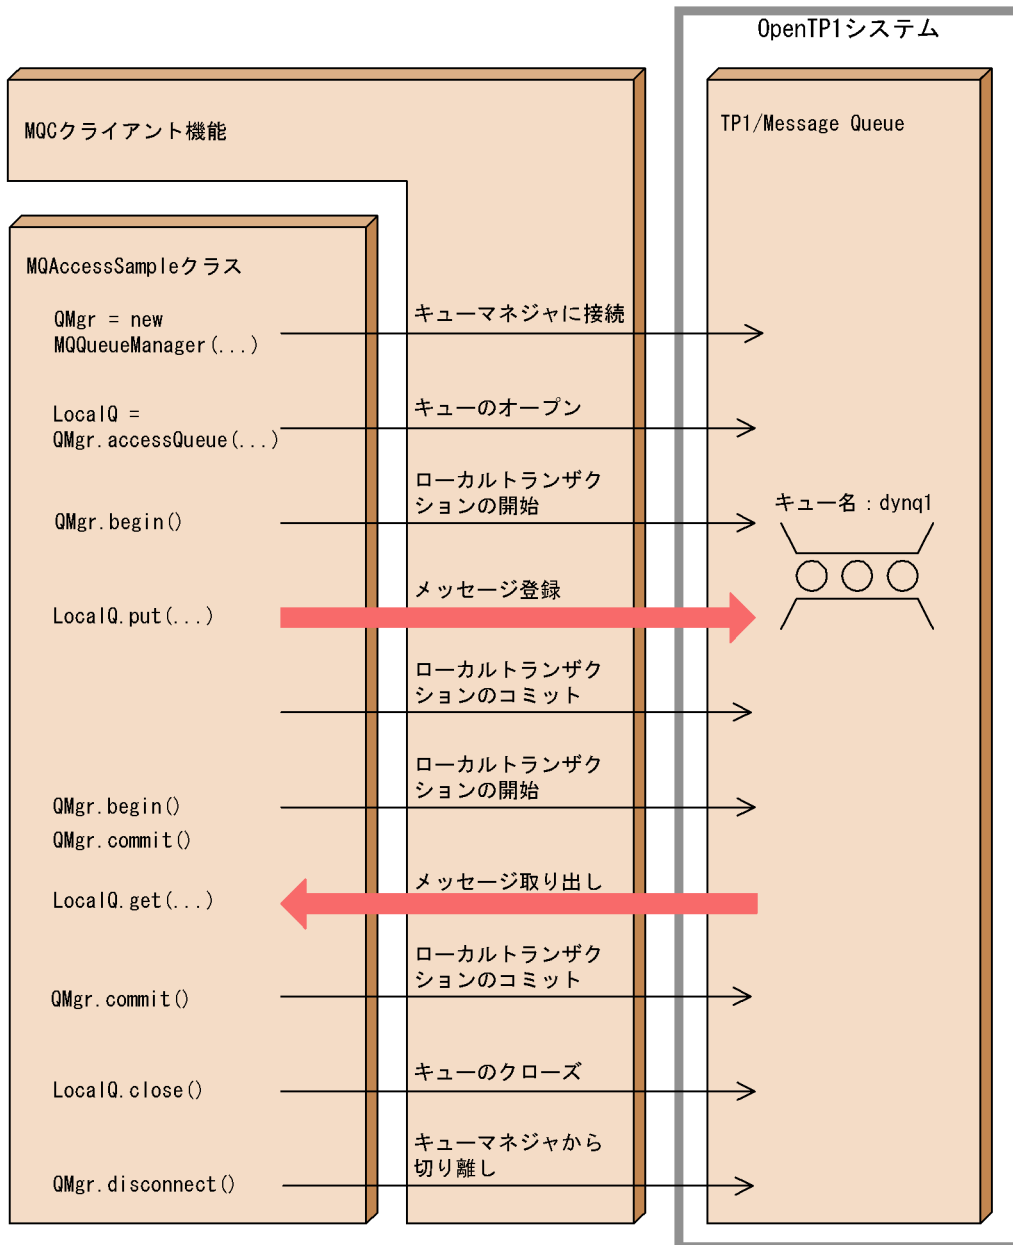 OpenTP1システム
MQCクライアント機能
TP1/Message Queue
MQAccessSampleクラス
QMgr = new
MQQueueManager(...)
キューマネジャに接続
LocalQ =
QMgr.accessQueue(...)
キューのオープン
ローカルトランザク
ションの開始
QMgr.begin()
キュー名：dynq1
メッセージ登録
LocalQ.put(...)
ローカルトランザク
ションのコミット
ローカルトランザク
ションの開始
QMgr.begin()
QMgr.commit()
メッセージ取り出し
LocalQ.get(...)
ローカルトランザク
ションのコミット
QMgr.commit()
キューのクローズ
LocalQ.close()
キューマネジャから
切り離し
QMgr.disconnect()